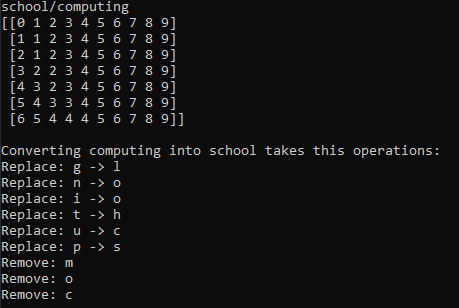 school/computing
[[0 1 2 3 4 5 6 7 8 9]
[1 1 2 3 4 5 6 7 8 9]
[2 1 2 3 4 5 6 7 8 9]
[3 2 2 3 4 5 6 7 8 9]
[4 3 2 3 4 5 6 7 8 9]
[5 4 3 3 4 5 6 7 8 9]
[6 5 4 4 4 5 6 7 8 9]]
Converting computing into school takes this operations:
Replace: g -> l
Replace: n -> o
Replace: i -> o
Replace: t -> h
Replace: u -> c
Replace: p -> s
Remove: m
Remove: o
Remove: c